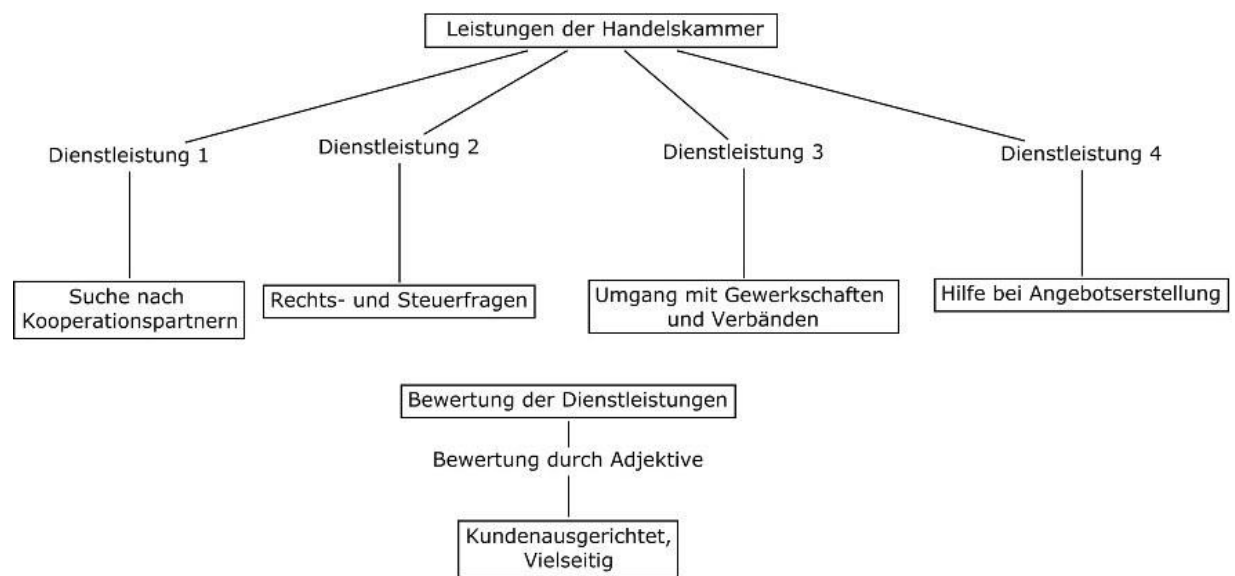 Leistungen der Handelskammer
Dienstleistung 1
Dienstleistung 2
Dienstleistung 3
Dienstleistung 4
Suche nach
Kooperationspartnern
Rechts- und Steuerfragen
Umgang mit Gewerkschaften
und Verbänden
Hilfe bei Angebotserstellung
Bewertung der Dienstleistungen
Bewertung durch Adjektive
Kundenausgerichtet,
Vielseitig